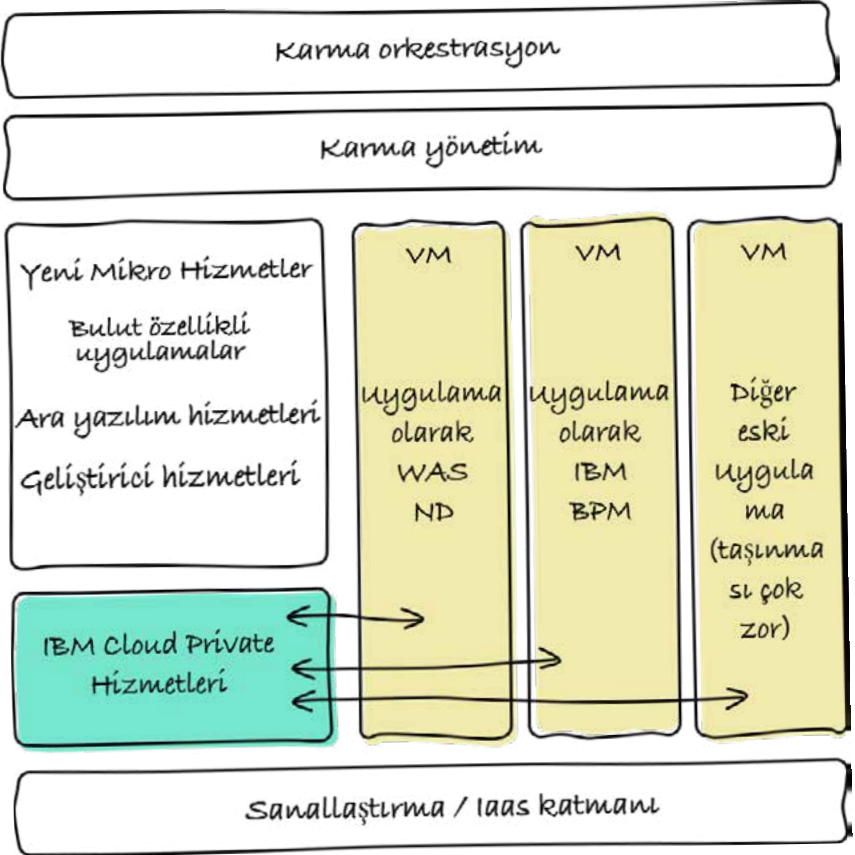 Karma orkestrasyon
Karma yönetim
Yeni Mikro Hizmetler
Bulut özellikli
uygulamalar
Ara yazılım hizmetleri
Geliştirici hizmetleri
IBM Cloud Private
Hizmetleri
VM
Uygulama
olarak
WAS
ND
VM
Uygulama
olarak
IBM
BPM
VM
Diğer
eski
Uygula
ma
(taşınma
sı çok
zor)
Sanallaştırma / Iaas katmanı